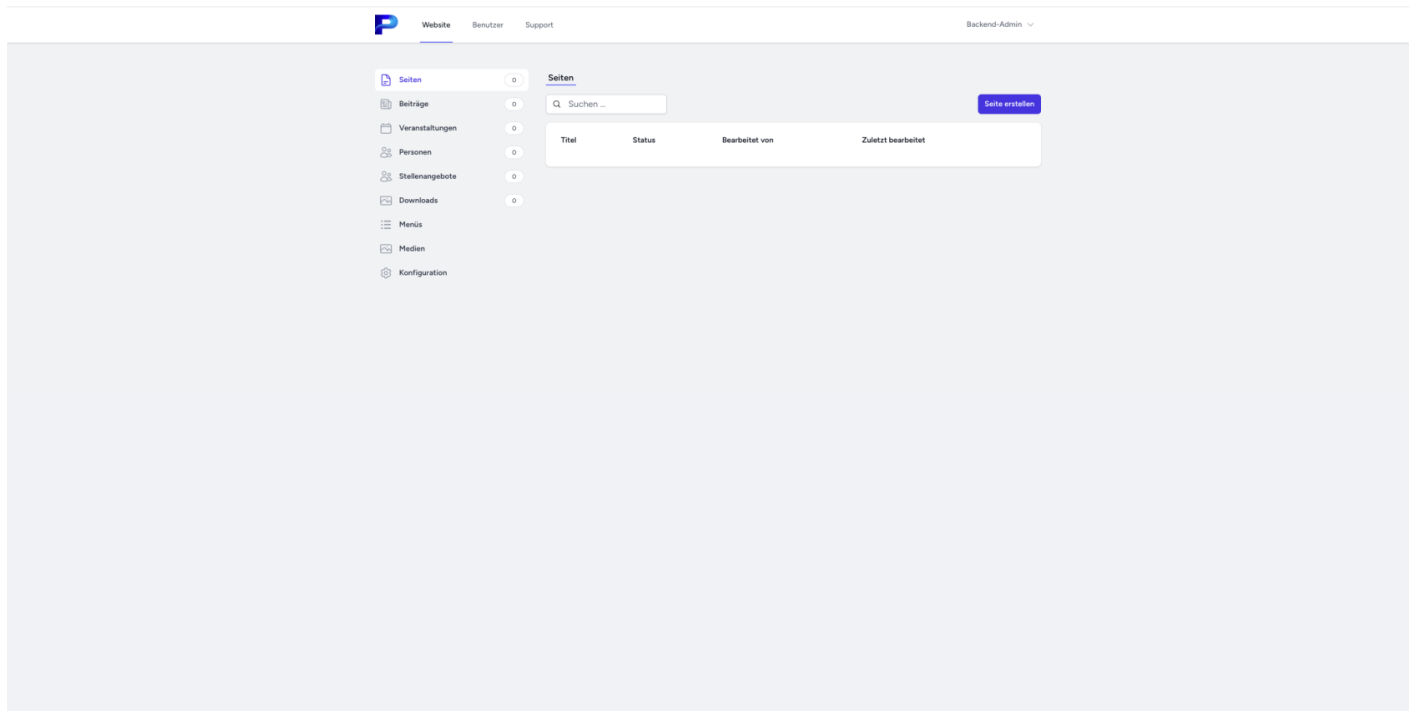 Website Benutzer Support Backend-Admin
Seiten 0
Beiträge 0
Veranstaltungen 0
Personen 0
Stellenangebote 0
Downloads 0
Menüs
Medien
Konfiguration
Seiten
Suchen ... Seite erstellen
Titel Status Bearbeitet von Zuletzt bearbeitet